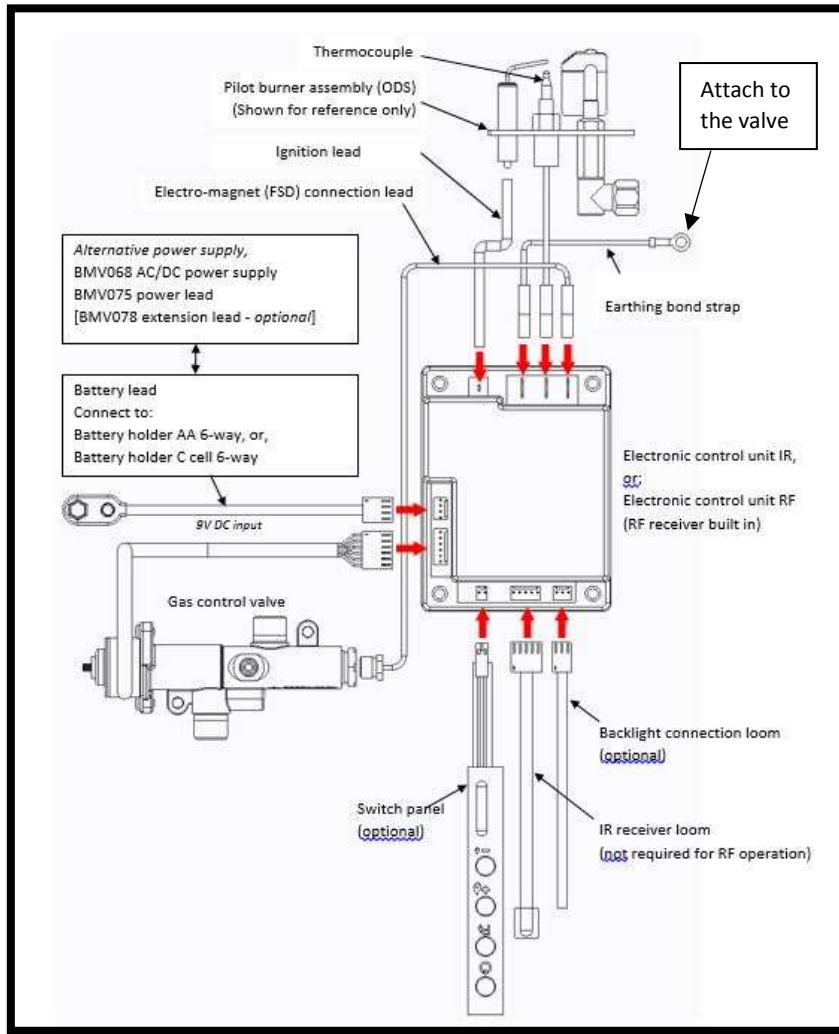 Thermocouple
Pilot burner assembly (ODS)
(Shown for reference only)
Attach to
the valve
Ignition lead
Electro-magnet (FSD) connection lead
Alternative power supply,
BMV068 AC/DC power supply
BMV075 power lead
[BMV078 extension lead - optional]
Earthing bond strap
Battery lead
Connect to:
Battery holder AA 6-way, or,
Battery holder C cell 6-way
Electronic control unit IR,
or;
Electronic control unit RF
(RF receiver built in)
9V DC input
Gas control valve
Backlight connection loom
(optional)
Switch panel
(optional)
IR receiver loom
(not required for RF operation)